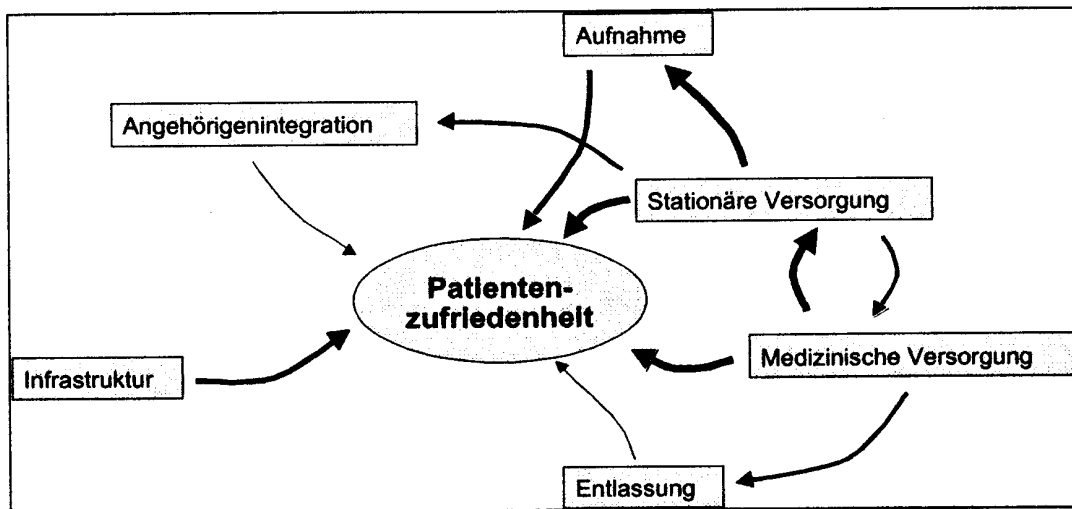 Aufnahme
Angehörigenintegration
Stationäre Versorgung
Patienten-
zufriedenheit
Medizinische Versorgung
Infrastruktur
Entlassung